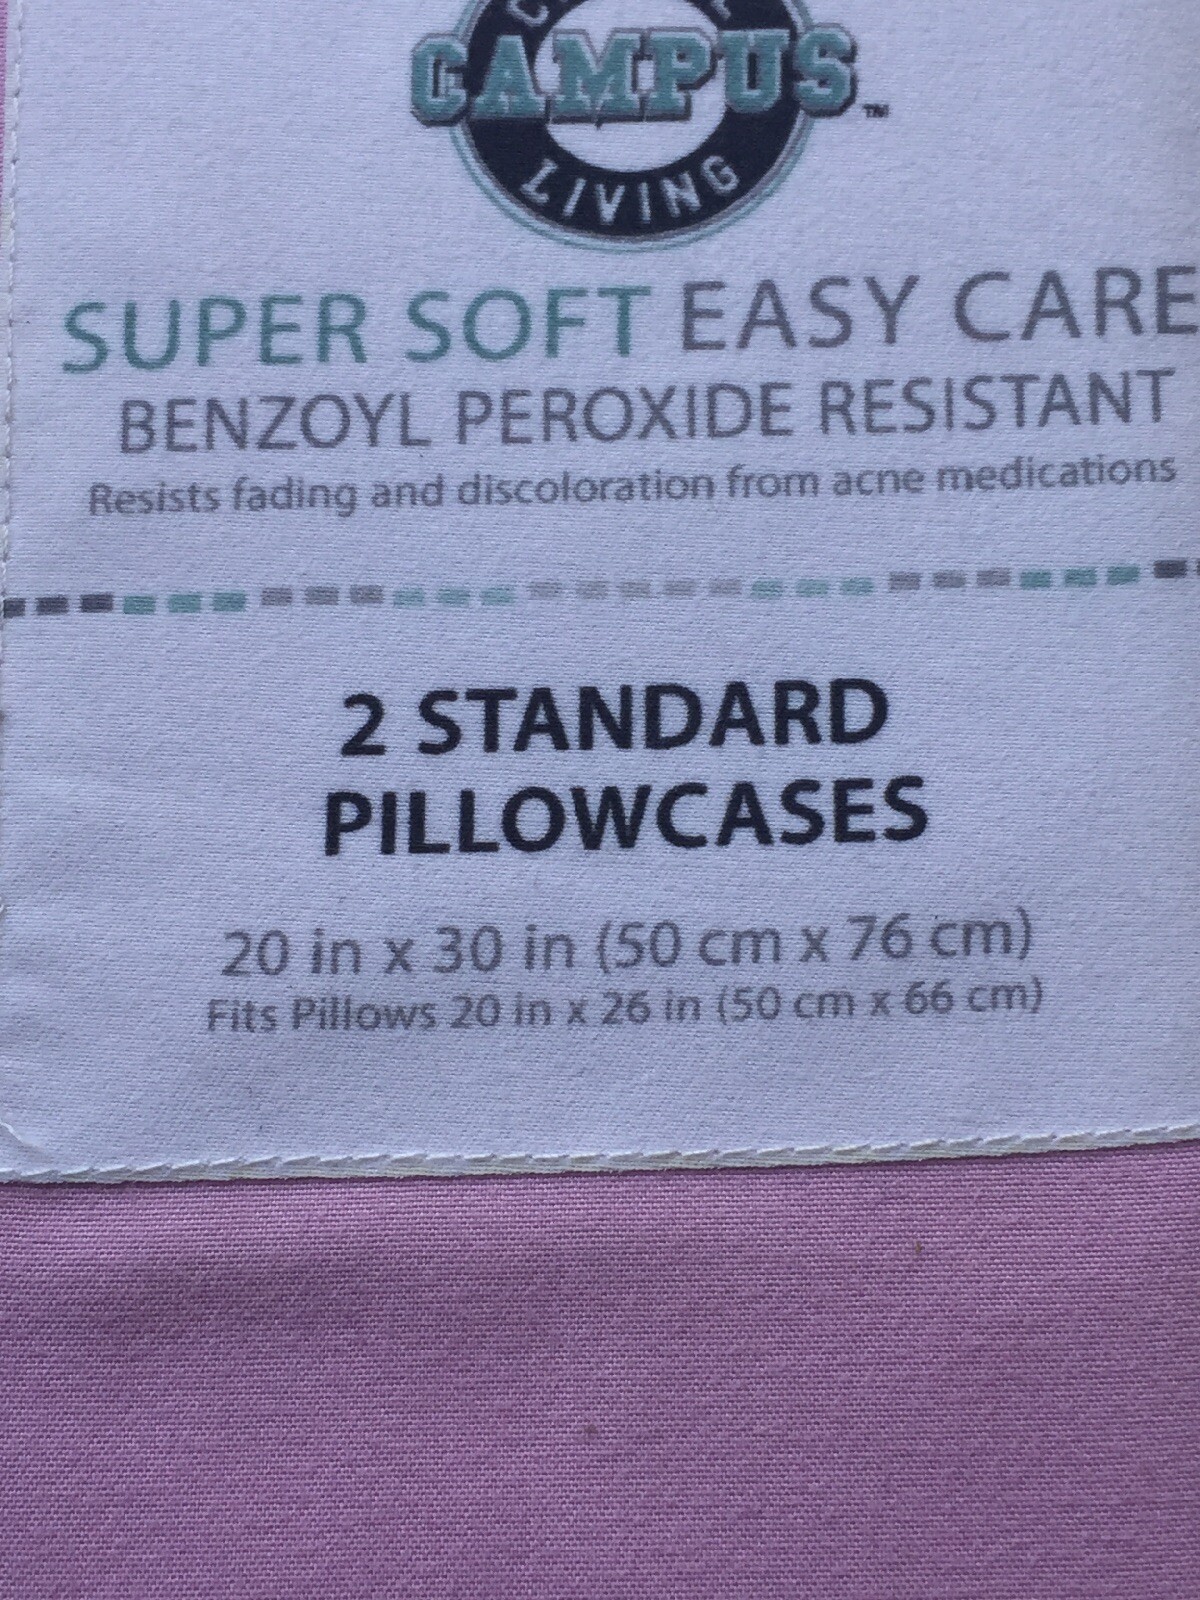 CAMPUS
TM
LIVING
SUPER SOFT EASY CARE
BENZOYL PEROXIDE RESISTANT
Resists fading and discoloration from acne medications
2 STANDARD
PILLOWCASES
20 in x 30 in (50 cm x 76 cm)
Fits Pillows 20 in x 26 in (50 cm x 66 cm)